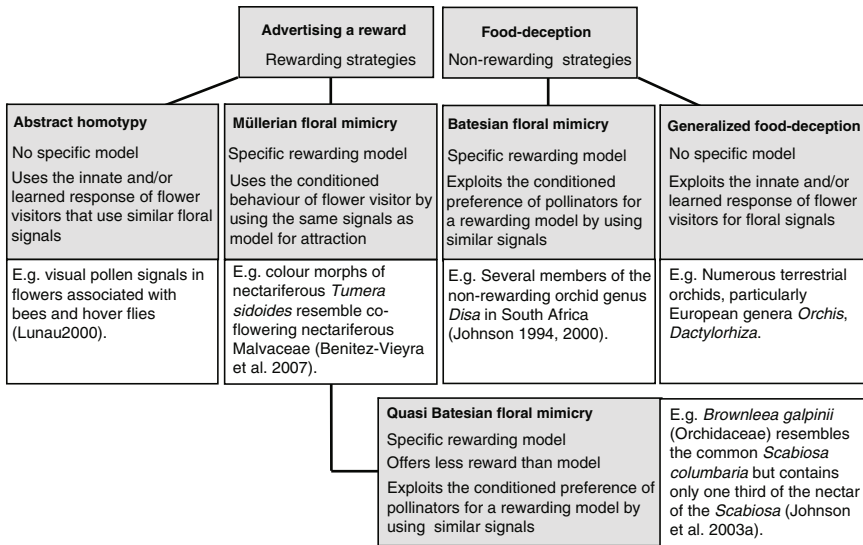 Advertising a reward
Rewarding strategies
Food-deception
Non-rewarding strategies
Abstract homotypy
No specific model
Uses the innate and/or
learned response of flower
visitors that use similar floral
signals
E.g. visual pollen signals in
flowers associated with
bees and hover flies
(Lunau2000).
Müllerian floral mimicry
Specific rewarding model
Uses the conditioned
behaviour of flower visitor by
using the same signals as
model for attraction
E.g. colour morphs of
nectariferous Tumera
sidoides resemble co-
flowering nectariferous
Malvaceae (Benitez-Vieyra
et al. 2007).
Batesian floral mimicry
Specific rewarding model
Exploits the conditioned
preference of pollinators for
a rewarding model by using
similar signals
E.g. Several members of the
non-rewarding orchid genus
Disa in South Africa
(Johnson 1994, 2000).
Generalized food-deception
No specific model
Exploits the innate and/or
learned response of flower
visitors for floral signals
E.g. Numerous terrestrial
orchids, particularly
European genera Orchis,
Dactylorhiza.
Quasi Batesian floral mimicry
Specific rewarding model
Offers less reward than model
Exploits the conditioned preference of
pollinators for a rewarding model by
using similar signals
E.g. Brownleea galpinii
(Orchidaceae) resembles
the common Scabiosa
columbaria but contains
only one third of the nectar
of the Scabiosa (Johnson
et al. 2003a).